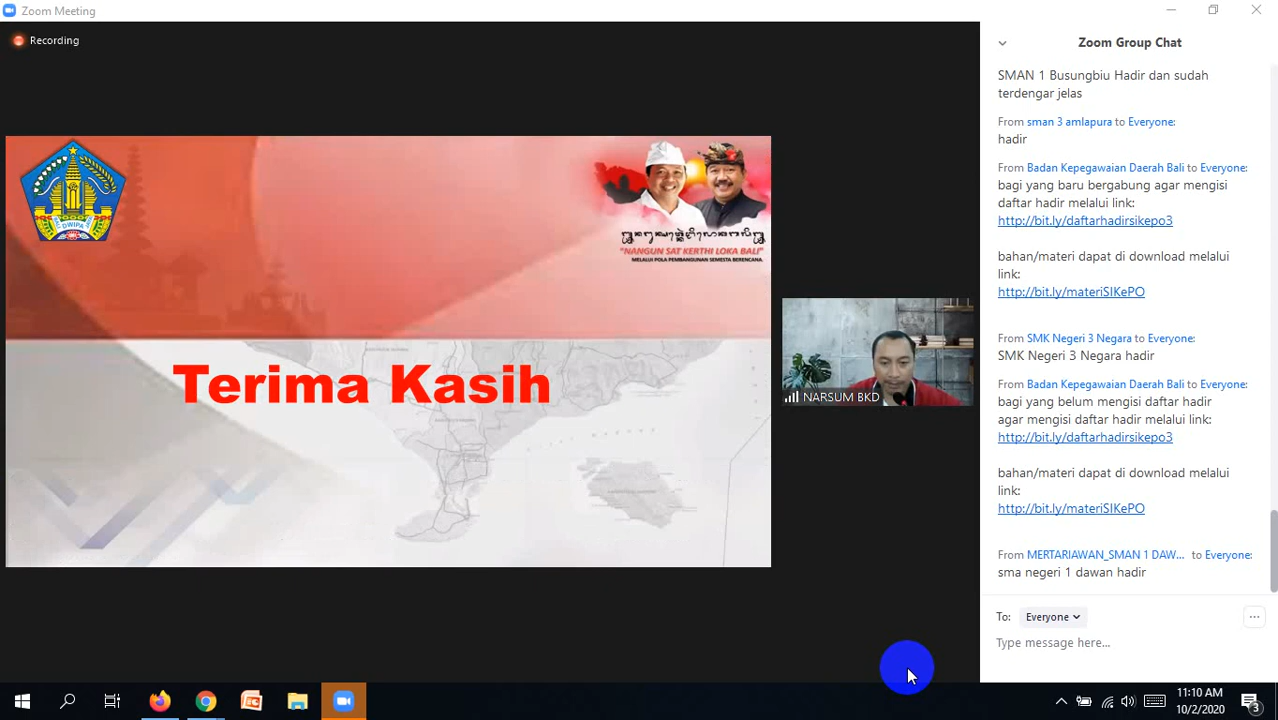 Zoom Meeting
Recording
DWIPA
"NANGUN SAT KERTHI LOKA BALI"
MELALUI POLA PEMBANGUNAN SEMESTA BERENCANA.
Terima Kasih
NARSUM BKD
Zoom Group Chat
SMAN 1 Busungbiu Hadir dan sudah
terdengar jelas
From sman 3 amlapura to Everyone:
hadir
From Badan Kepegawaian Daerah Bali to Everyone:
bagi yang baru bergabung agar mengisi
daftar hadir melalui link:
http://bit.ly/daftarhadirsikepo3
bahan/materi dapat di download melalui
link:
http://bit.ly/materiSIKePO
From SMK Negeri 3 Negara to Everyone:
SMK Negeri 3 Negara hadir
From Badan Kepegawaian Daerah Bali to Everyone:
bagi yang belum mengisi daftar hadir
agar mengisi daftar hadir melalui link:
http://bit.ly/daftarhadirsikepo3
bahan/materi dapat di download melalui
link:
http://bit.ly/materiSIKePO
From MERTARIAWAN_SMAN 1 DAW... to Everyone:
sma negeri 1 dawan hadir
To: Everyone
Type message here...
11:10 AM
10/2/2020
3